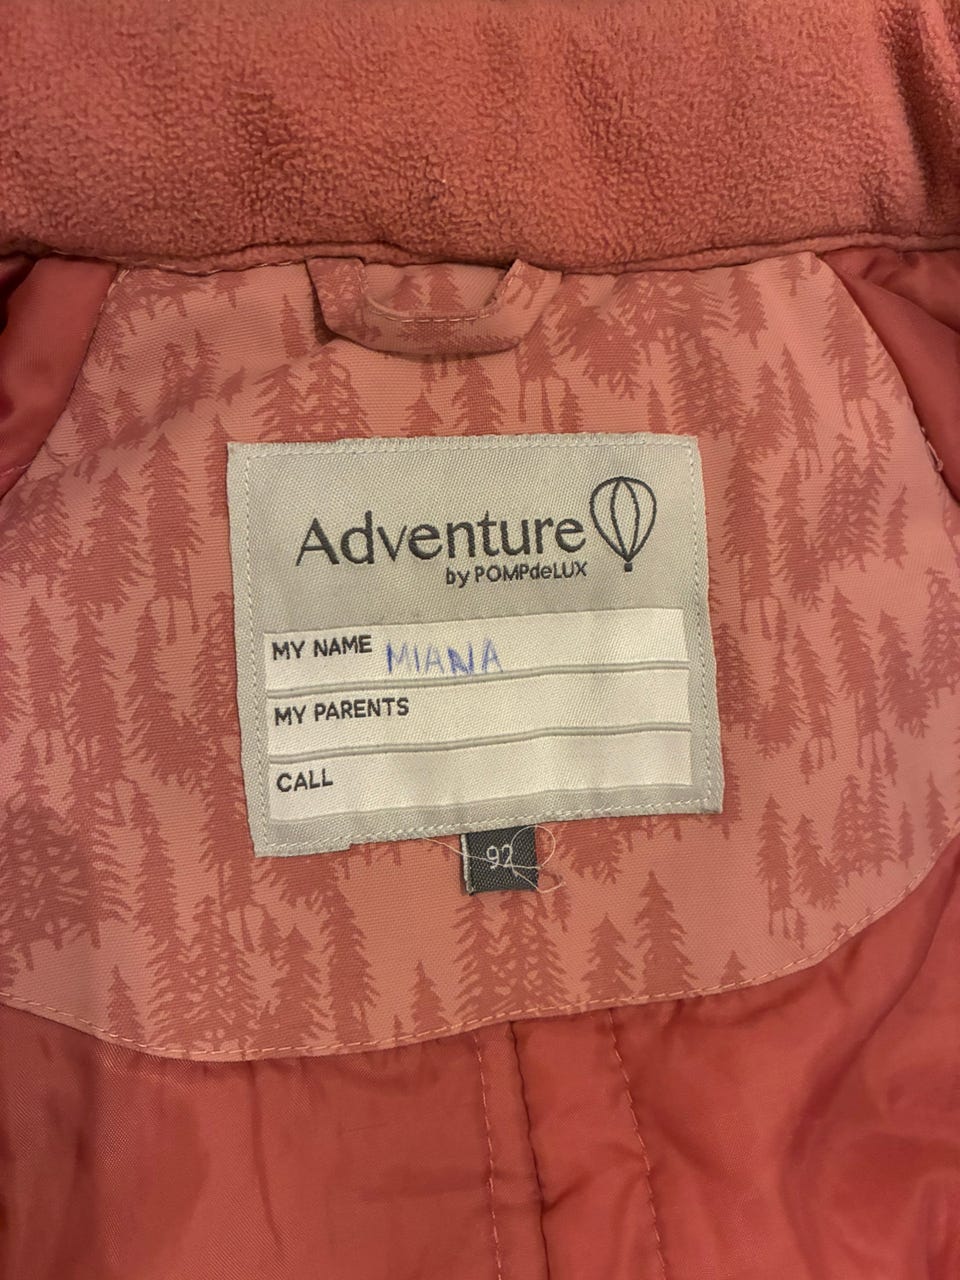 Adventure
by POMPdeLUX
MY NAME MIANA
MY PARENTS
CALL
92